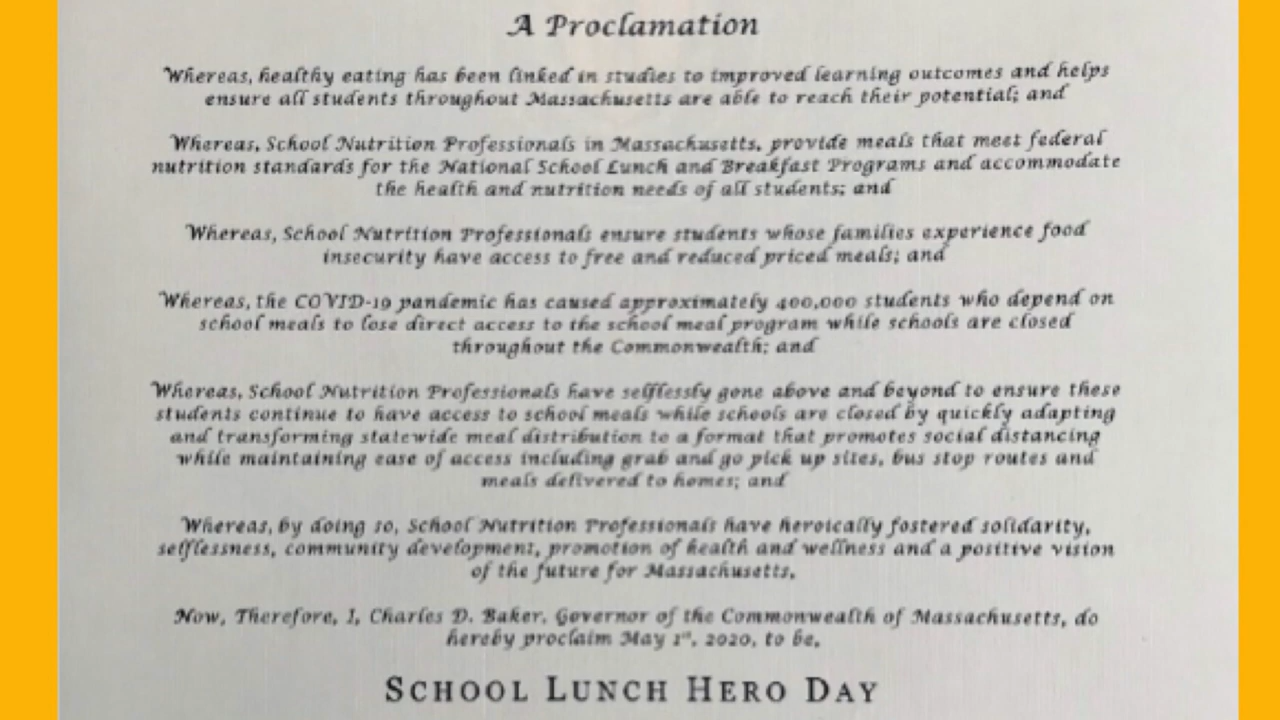 A Proclamation
Whereas, healthy eating has been linked in studies to improved learning outcomes and helps
ensure all students throughout Massachusetts are able to reach their potential; and
Whereas, School Nutrition Professionals in Massachusetts, provide meals that meet federal
nutrition standards for the National School Lunch and Breakfast Programs and accommodate
the health and nutrition needs of all students; and
Whereas, School Nutrition Professionals ensure students whose families experience food
insecurity have access to free and reduced priced meals; and
Whereas, the COVID-19 pandemic has caused approximately 400,000 students who depend on
school meals to lose direct access to the school meal program while schools are closed
throughout the Commonwealth; and
Whereas, School Nutrition Professionals have selflessly gone above and beyond to ensure these
students continue to have access to school meals while schools are closed by quickly adapting
and transforming statewide meal distribution to a format that promotes social distancing
while maintaining ease of access including grab and go pick up sites, bus stop routes and
meals delivered to homes; and
Whereas, by doing so, School Nutrition Professionals have heroically fostered solidarity,
selflessness, community development, promotion of health and wellness and a positive vision
of the future for Massachusetts,
Now, Therefore, I, Charles D. Baker, Governor of the Commonwealth of Massachusetts, do
hereby proclaim May 1st, 2020, to be,
SCHOOL LUNCH HERO DAY